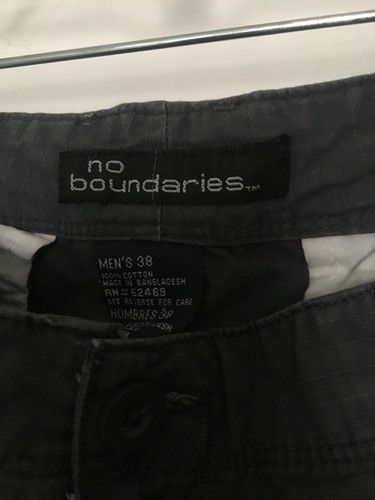 no
boundaries™
MEN'S 38
100% COTTON
MADE IN BANGLADESH
RN# 52469
SEE REVERSE FOR CARE
HOMBRES 38